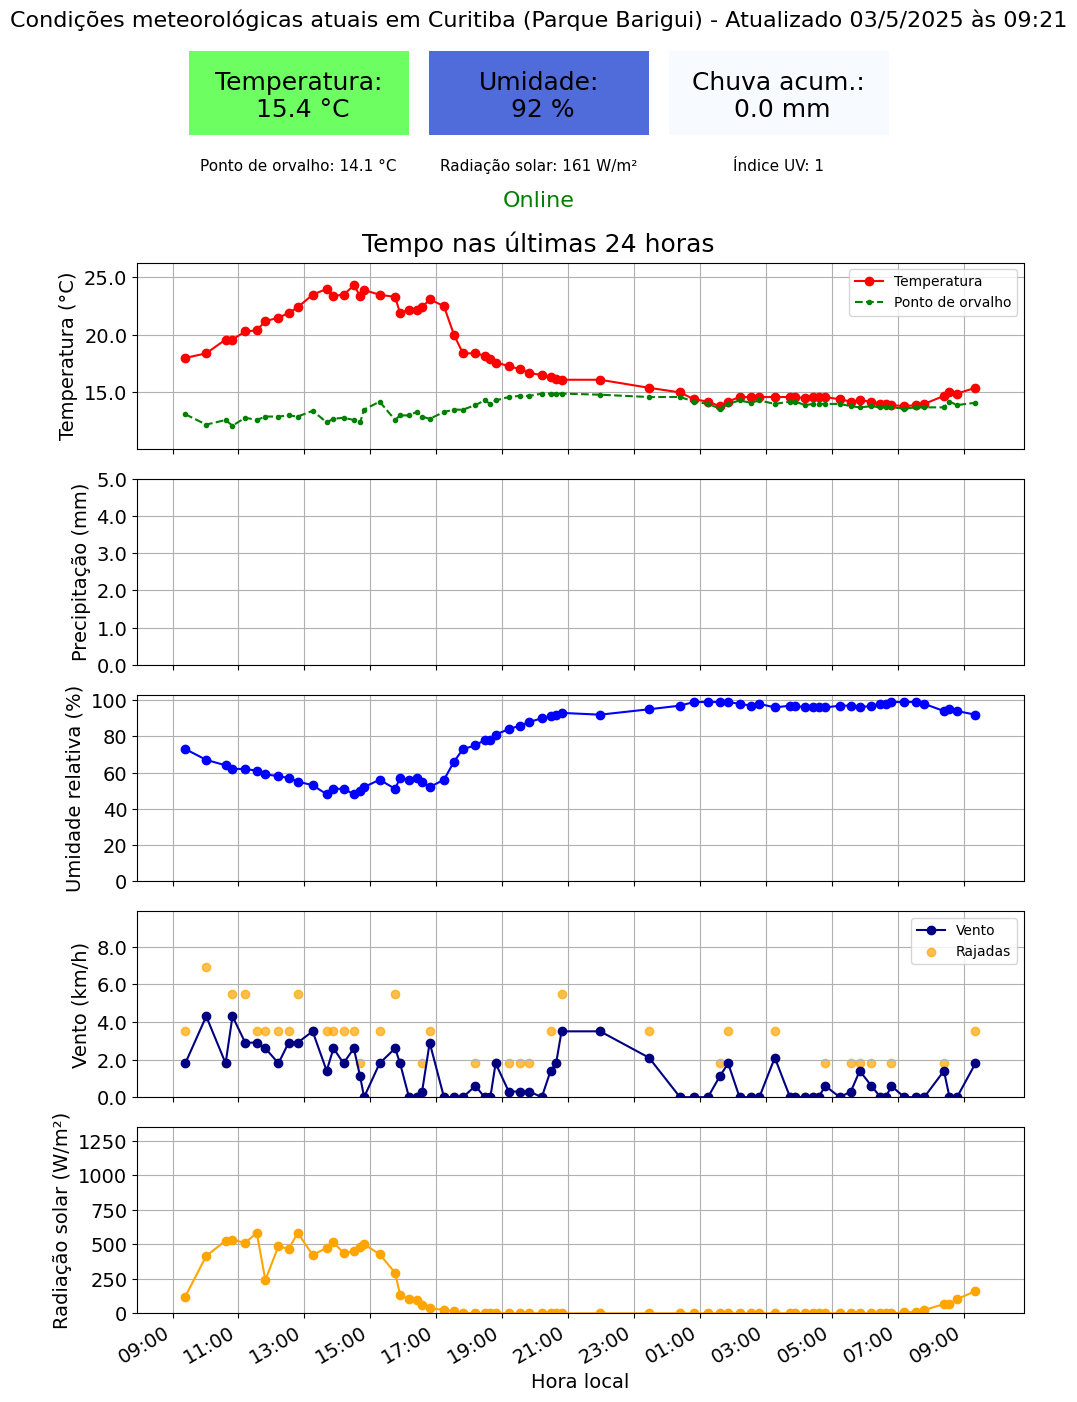 Condições meteorológicas atuais em Curitiba (Parque Barigui) - Atualizado 03/5/2025 às 09:21
Temperatura:
15.4 °C
Umidade:
92 %
Chuva acum.:
0.0 mm
Ponto de orvalho: 14.1 °C
Radiação solar: 161 W/m²
Índice UV: 1
Online
Tempo nas últimas 24 horas
Temperatura (°C)
25.0
20.0
15.0
Temperatura
Ponto de orvalho
Precipitação (mm)
5.0
4.0
3.0
2.0
1.0
0.0
Umidade relativa (%)
100
80
60
40
20
0
Vento (km/h)
8.0
6.0
4.0
2.0
0.0
Vento
Rajadas
Radiação solar (W/m²)
1250
1000
750
500
250
0
09:00
11:00
13:00
15:00
17:00
19:00
21:00
23:00
01:00
03:00
05:00
07:00
09:00
Hora local